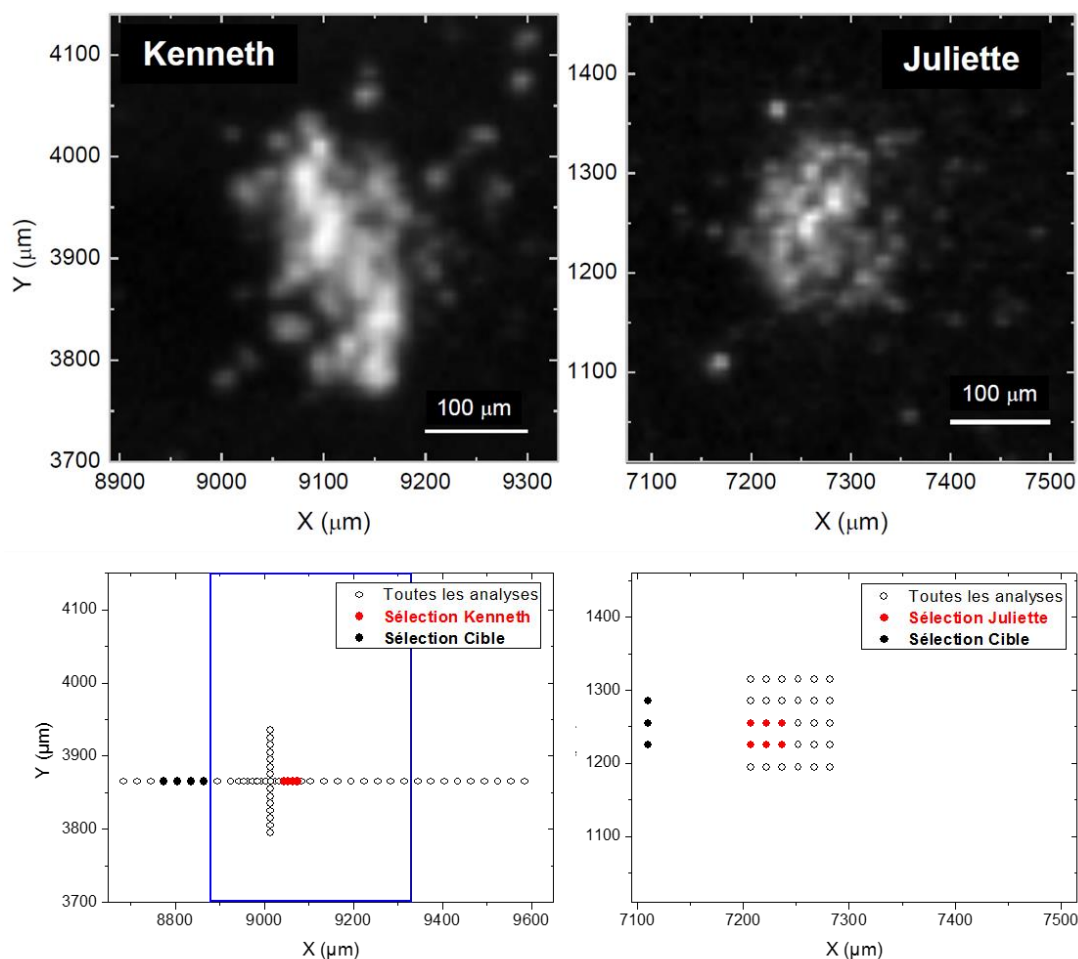 Kenneth
Y (μm)
4100
4000
3900
3800
3700
100 μm
8900 9000 9100 9200 9300
X (μm)
Juliette
1400
1300
1200
1100
100 μm
7100 7200 7300 7400 7500
X (μm)
Toutes les analyses
Sélection Kenneth
Sélection Cible
Y (μm)
4100
4000
3900
3800
3700
8800 9000 9200 9400 9600
X (μm)
Toutes les analyses
Sélection Juliette
Sélection Cible
1400
1300
1200
1100
7100 7200 7300 7400 7500
X (μm)